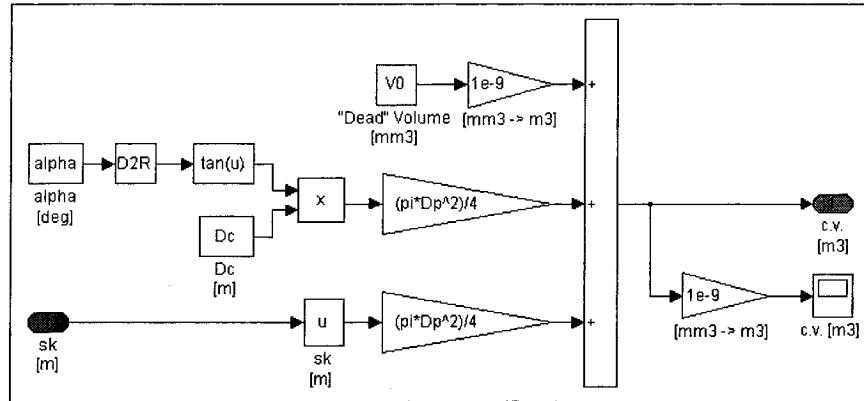 V0
1e-9
+
"Dead" Volume
[mm3]
[mm3 -> m3]
alpha
D2R
tan(u)
alpha
[deg]
x
(pi*Dp^2)/4
+
Dc
Dc
[m]
c.v.
[m3]
1e-9
[mm3 -> m3]
c.v. [m3]
u
(pi*Dp^2)/4
+
sk
[m]
sk
[m]